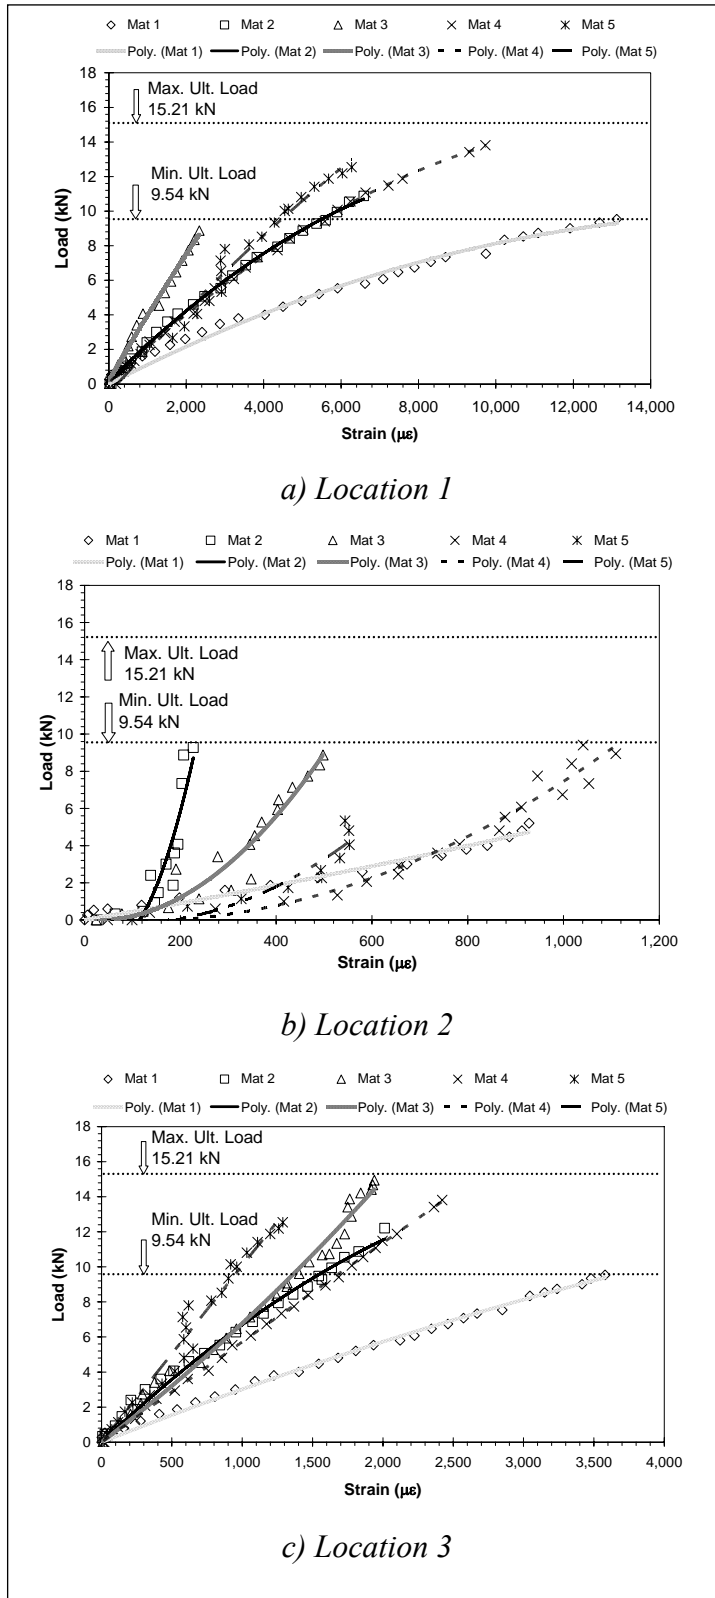 Mat 1 Mat 2 Mat 3 Mat 4 Mat 5
Poly. (Mat 1) Poly. (Mat 2) Poly. (Mat 3) Poly. (Mat 4) Poly. (Mat 5)
18
16
14
12
10
8
6
4
2
0
Load (kN)
Max. Ult. Load
15.21 kN
Min. Ult. Load
9.54 kN
0 2,000 4,000 6,000 8,000 10,000 12,000 14,000
Strain (με)
a) Location 1
Mat 1 Mat 2 Mat 3 Mat 4 Mat 5
Poly. (Mat 1) Poly. (Mat 2) Poly. (Mat 3) Poly. (Mat 4) Poly. (Mat 5)
18
16
14
12
10
8
6
4
2
0
Load (kN)
Max. Ult. Load
15.21 kN
Min. Ult. Load
9.54 kN
0 200 400 600 800 1,000 1,200
Strain (με)
b) Location 2
Mat 1 Mat 2 Mat 3 Mat 4 Mat 5
Poly. (Mat 1) Poly. (Mat 2) Poly. (Mat 3) Poly. (Mat 4) Poly. (Mat 5)
18
16
14
12
10
8
6
4
2
0
Load (kN)
Max. Ult. Load
15.21 kN
Min. Ult. Load
9.54 kN
0 500 1,000 1,500 2,000 2,500 3,000 3,500 4,000
Strain (με)
c) Location 3